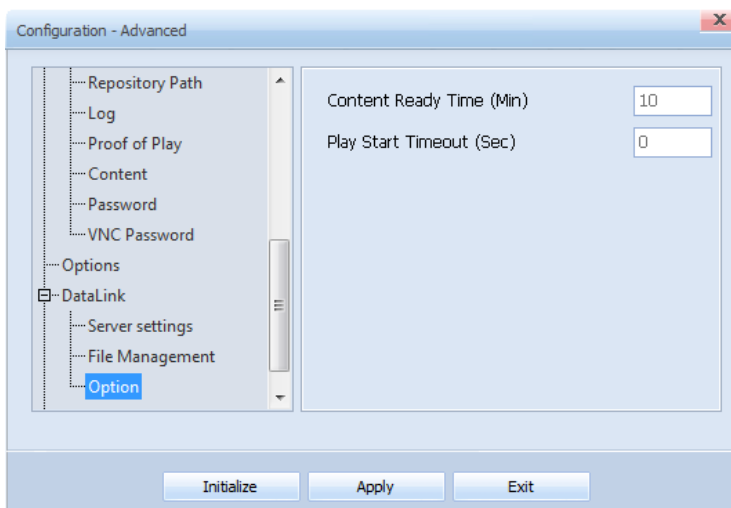 Configuration - Advanced
X
Repository Path
Log
Proof of Play
Content
Password
VNC Password
Options
DataLink
Server settings
File Management
Option
Content Ready Time (Min) 10
Play Start Timeout (Sec) 0
Initialize Apply Exit